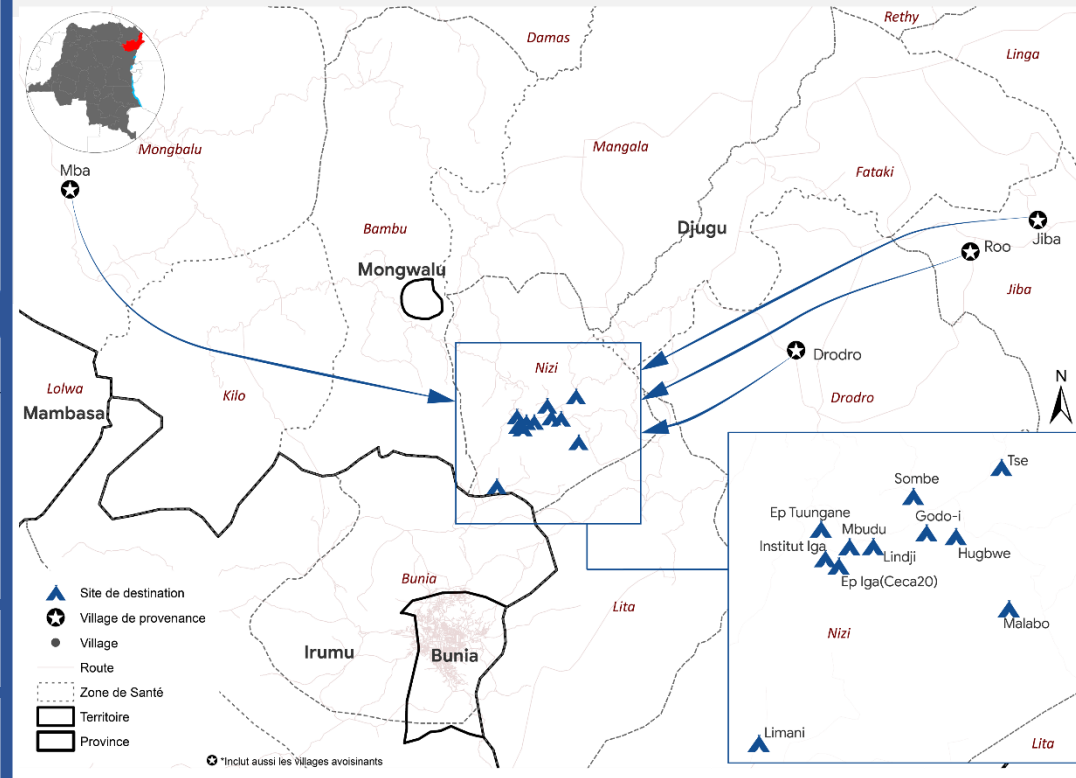 Rethy
Damas
Linga
Mongbalu
Mangala
Mba
Fataki
Bambu
Djugu
Jiba
Roo
Mongwalu
Jiba
Nizi
Drodro
Lolwa
Kilo
Drodro
Mambasa
N
Tse
Sombe
Ep Tuungane
Godo-i
Mbudu
Institut Iga
Lindji
Hugbwe
Ep Iga(Ceca20)
Bunia
Lita
Malabo
Nizi
Irumu
Bunia
Limani
Lita
Site de destination
Village de provenance
Village
Route
Zone de Santé
Territoire
Province
*Inclut aussi les villages avoisinants